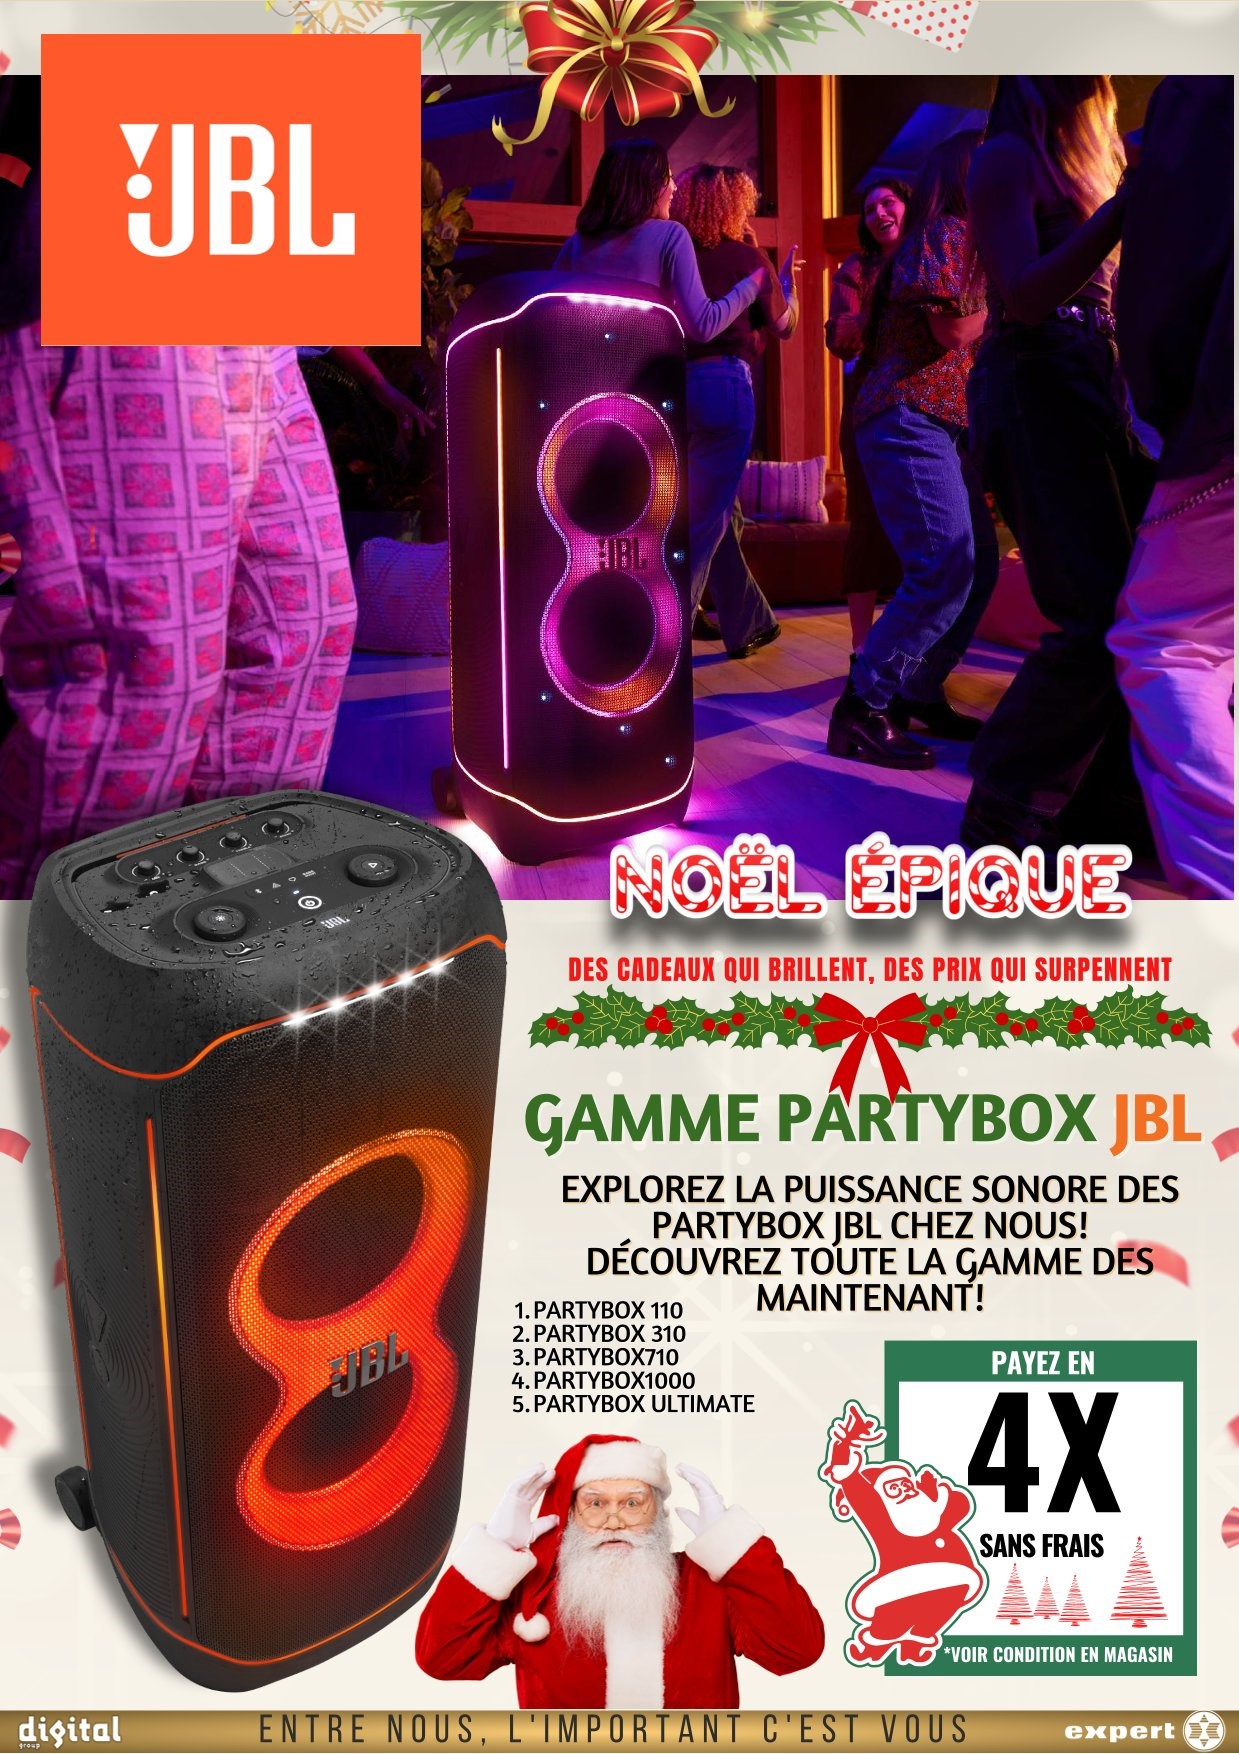 JBL
JBL
NOËL ÉPIQUE
DES CADEAUX QUI BRILLENT, DES PRIX QUI SURPENNENT
GAMME PARTYBOX JBL
EXPLOREZ LA PUISSANCE SONORE DES
PARTYBOX JBL CHEZ NOUS!
DÉCOUVREZ TOUTE LA GAMME DES
MAINTENANT!
1. PARTYBOX 110
2. PARTYBOX 310
3. PARTYBOX710
4. PARTYBOX1000
5. PARTYBOX ULTIMATE
JBL
JBL
PAYEZ EN
4X
SANS FRAIS
*VOIR CONDITION EN MAGASIN
digital
group
ENTRE NOUS, L'IMPORTANT C'EST VOUS
expert